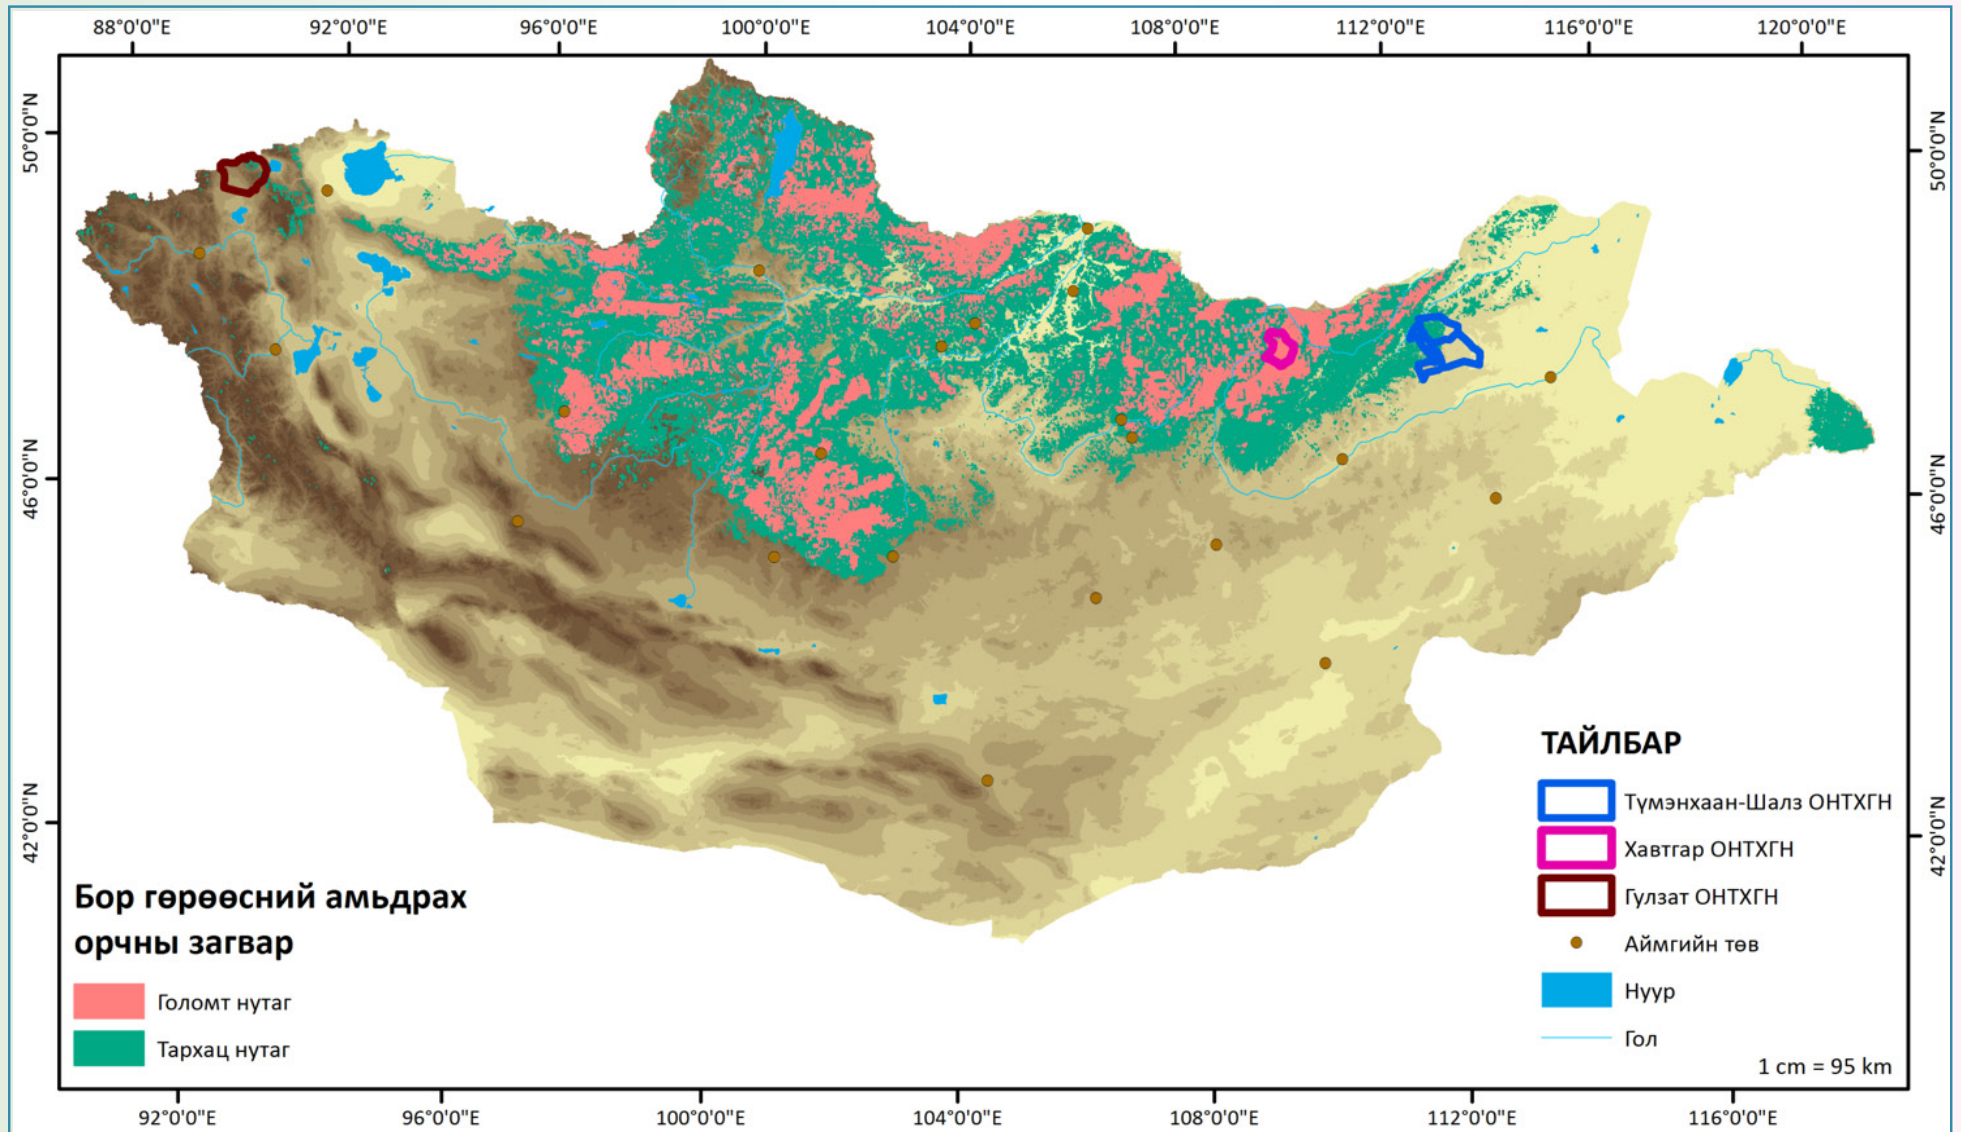 88°0'0"E 92°0'0"E 96°0'0"E 100°0'0"E 104°0'0"E 108°0'0"E 112°0'0"E 116°0'0"E 120°0'0"E
50°0'0"N
46°0'0"N
42°0'0"N
50°0'0"N
46°0'0"N
42°0'0"N
Бор гөрөөсний амьдрах
орчны загвар
Голомт нутаг
Тархац нутаг
ТАЙЛБАР
Түмэнхаан-Шалз ОНТХГН
Хавтгар ОНТХГН
Гулзат ОНТХГН
Аймгийн төв
Нуур
Гол
1 cm = 95 km
92°0'0"E 96°0'0"E 100°0'0"E 104°0'0"E 108°0'0"E 112°0'0"E 116°0'0"E